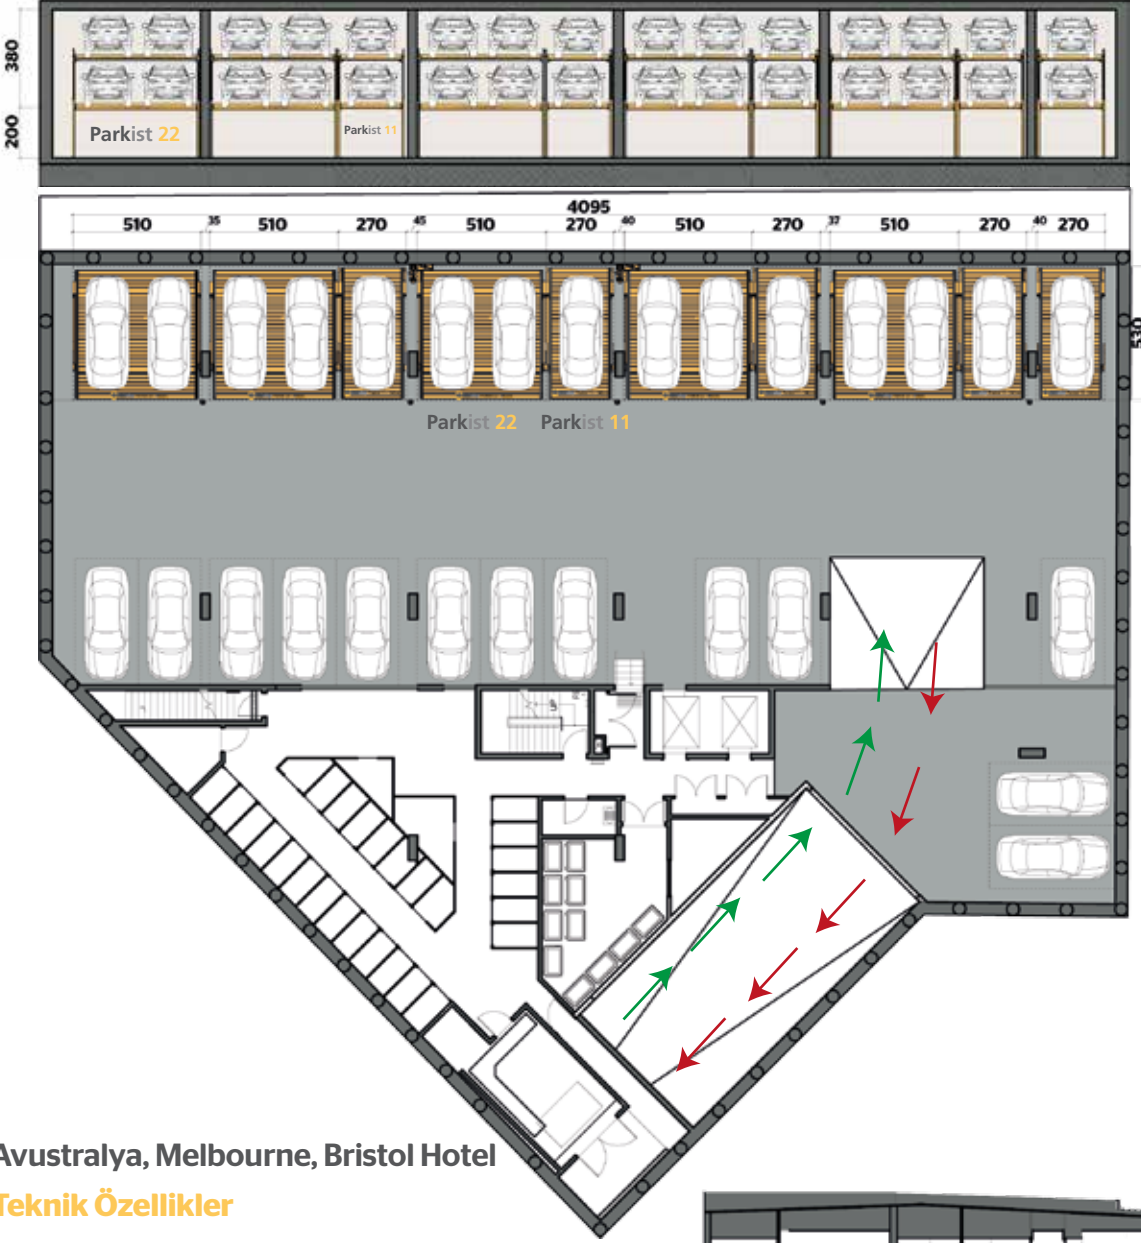 380
200
Parkist 22
Parkist 11
4095
510 35 510 270 45 510 270 40 510 270 37 510 270 40 270
530
Parkist 22 Parkist 11
Avustralya, Melbourne, Bristol Hotel
Teknik Özellikler